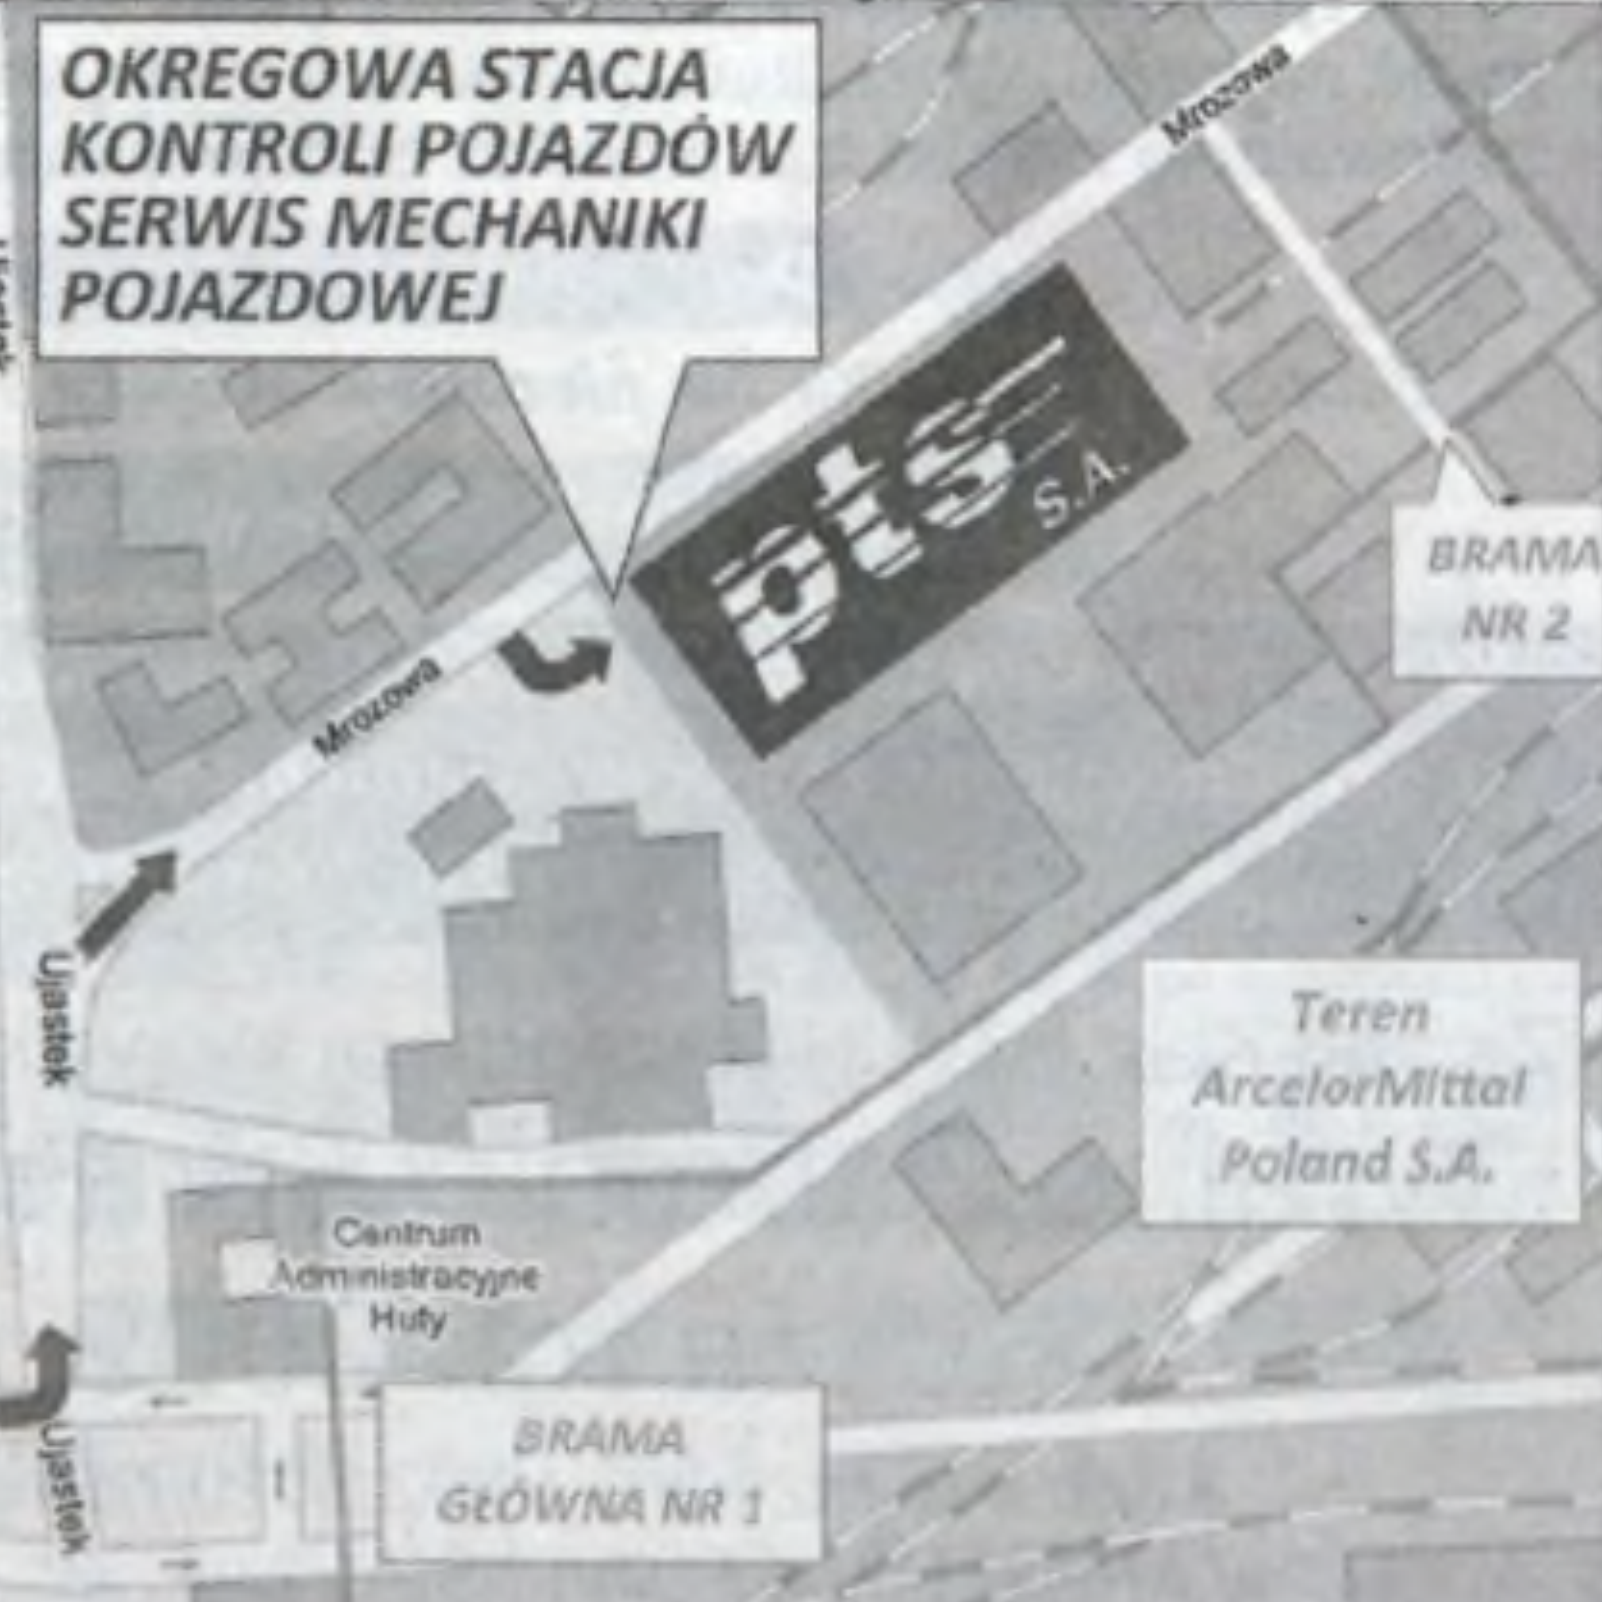 OKREGOWA STACJA
KONTROLI POJAZDÓW
SERWIS MECHANIKI
POJAZDOWEJ
Mrozowa
pts
S.A.
BRAMA
NR 2
Mrozowa
Ujastek
Teren
ArcelorMittal
Poland S.A.
Centrum
Administracyjne
Huty
BRAMA
GŁÓWNA NR 1
Ujastek